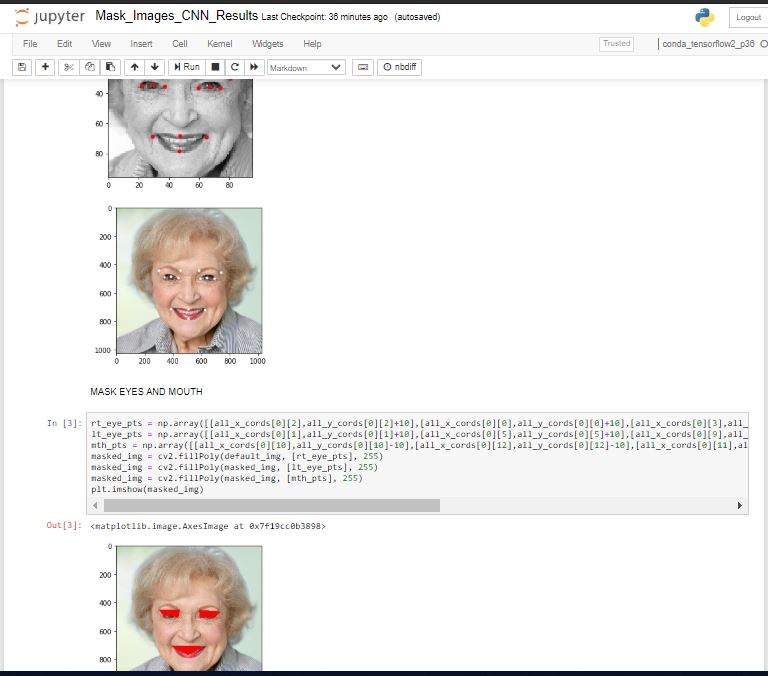 jupyter Mask_Images_CNN_Results Last Checkpoint: 36 minutes ago (autosaved)
Logout
File Edit View Insert Cell Kernel Widgets Help
Trusted
conda_tensorflow2_p36
Run
Markdown
nbdiff
40
60
80
0 20 40 60 80
0
200
400
600
800
1000
0 200 400 600 800 1000
MASK EYES AND MOUTH
In [3]:
rt_eye_pts = np.array([[all_x_cords[0][2],all_y_cords[0][2]+10],[all_x_cords[0][0],all_y_cords[0][0]+10],[all_x_cords[0][3],all_
lt_eye_pts = np.array([[all_x_cords[0][1],all_y_cords[0][1]+10],[all_x_cords[0][5],all_y_cords[0][5]+10],[all_x_cords[0][9],all_
mth_pts = np.array([[all_x_cords[0][10],all_y_cords[0][10]-10],[all_x_cords[0][12],all_y_cords[0][12]-10],[all_x_cords[0][11],al
masked_img = cv2.fillPoly(default_img, [rt_eye_pts], 255)
masked_img = cv2.fillPoly(masked_img, [lt_eye_pts], 255)
masked_img = cv2.fillPoly(masked_img, [mth_pts], 255)
plt.imshow(masked_img)
Out[3]: <matplotlib.image.AxesImage at 0x7f19cc0b3898>
0
200
400
600
800